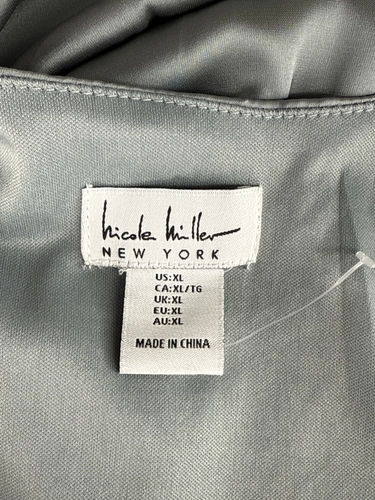 Nicole Miller
NEW YORK
US:XL
CA:XL/TG
UK:XL
EU:XL
AU:XL
MADE IN CHINA